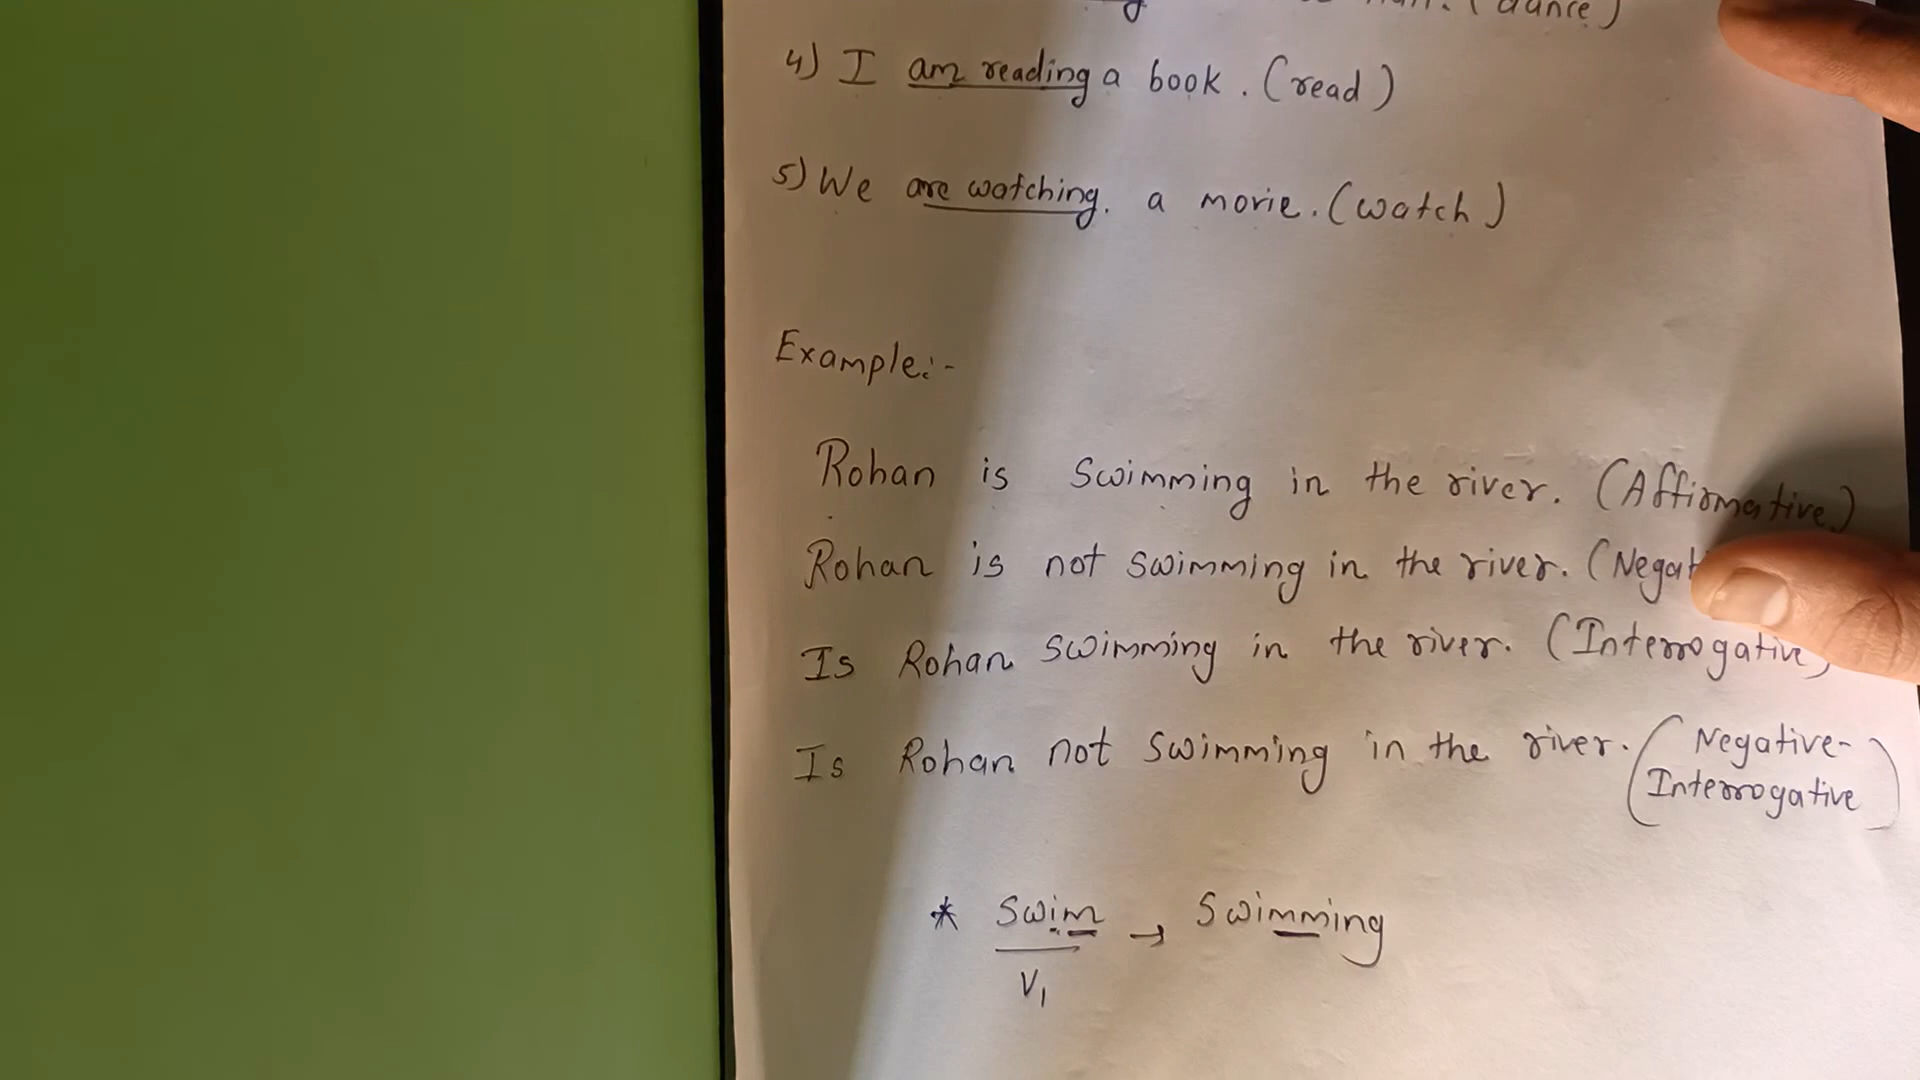 (dance)
4) I am reading a book. (read)
5) We are watching. a movie. (watch)
Example:-
Rohan is Swimming in the river. (Affirmative)
Rohan is not swimming in the river.
Is Rohan swimming in the river. (Interrogative)
Is Rohan not swimming in the river. (Negative-
Interrogative)
* Swim → Swimming
V1